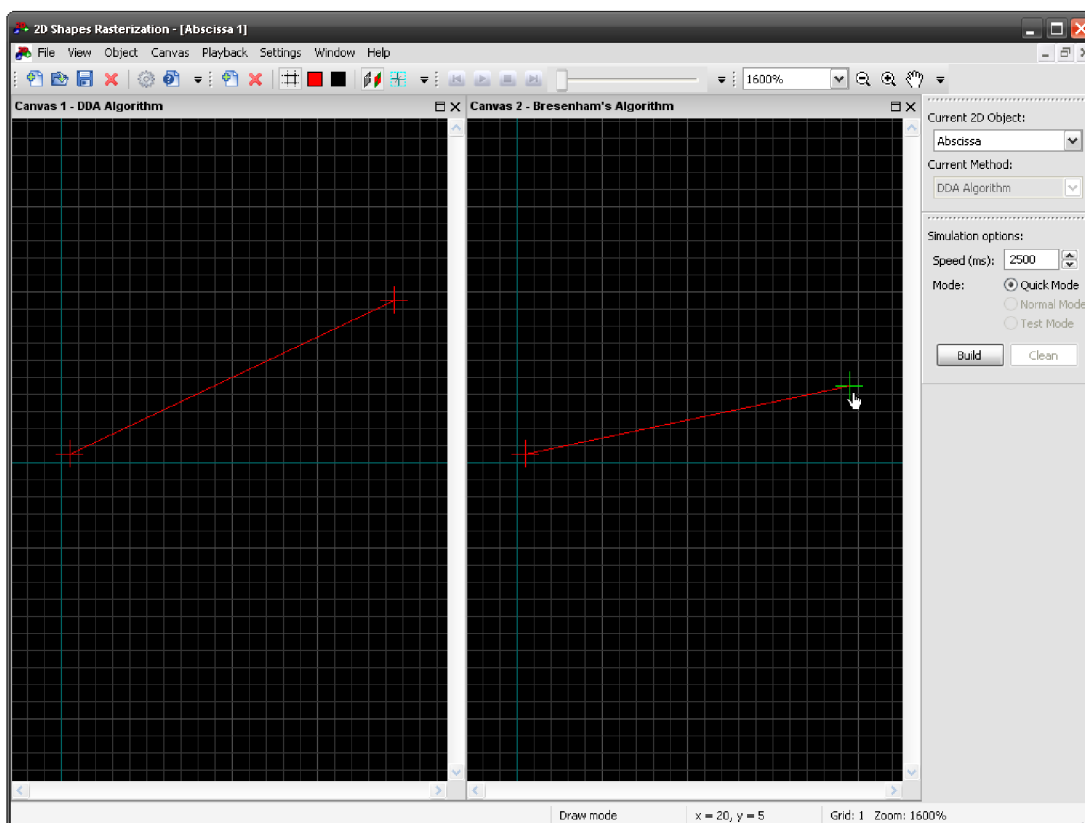 2D Shapes Rasterization - [Abscissa 1]
File View Object Canvas Playback Settings Window Help
1600%
Canvas 1 - DDA Algorithm
Canvas 2 - Bresenham's Algorithm
Current 2D Object:
Abscissa
Current Method:
DDA Algorithm
Simulation options:
Speed (ms): 2500
Mode: Quick Mode
Normal Mode
Test Mode
Build Clean
Draw mode x = 20, y = 5 Grid: 1 Zoom: 1600%